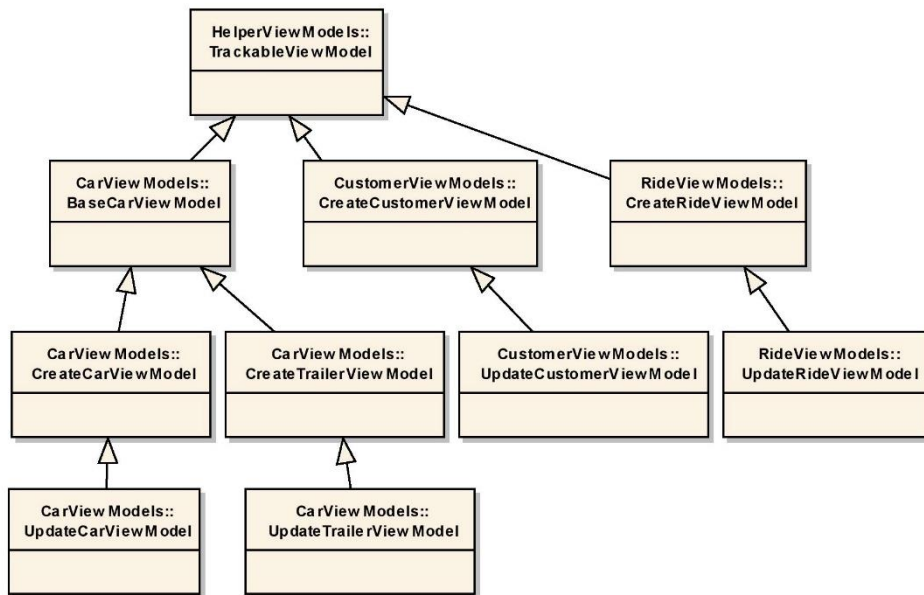 HelperViewModels::
TrackableViewModel
CarViewModels::
BaseCarViewModel
CustomerViewModels::
CreateCustomerViewModel
RideViewModels::
CreateRideViewModel
CarViewModels::
CreateCarViewModel
CarViewModels::
CreateTrailerViewModel
CustomerViewModels::
UpdateCustomerViewModel
RideViewModels::
UpdateRideViewModel
CarViewModels::
UpdateCarViewModel
CarViewModels::
UpdateTrailerViewModel